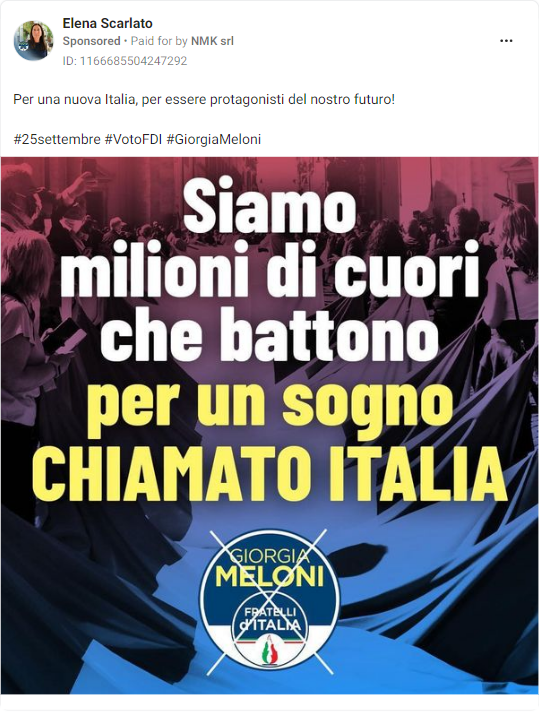 Elena Scarlato
Sponsored • Paid for by NMK srl
ID: 1166685504247292
Per una nuova Italia, per essere protagonisti del nostro futuro!
#25settembre #VotoFDI #GiorgiaMeloni
Siamo
milioni di cuori
che battono
per un sogno
CHIAMATO ITALIA
GIORGIA
MELONI
FRATELLI
d'ITALIA